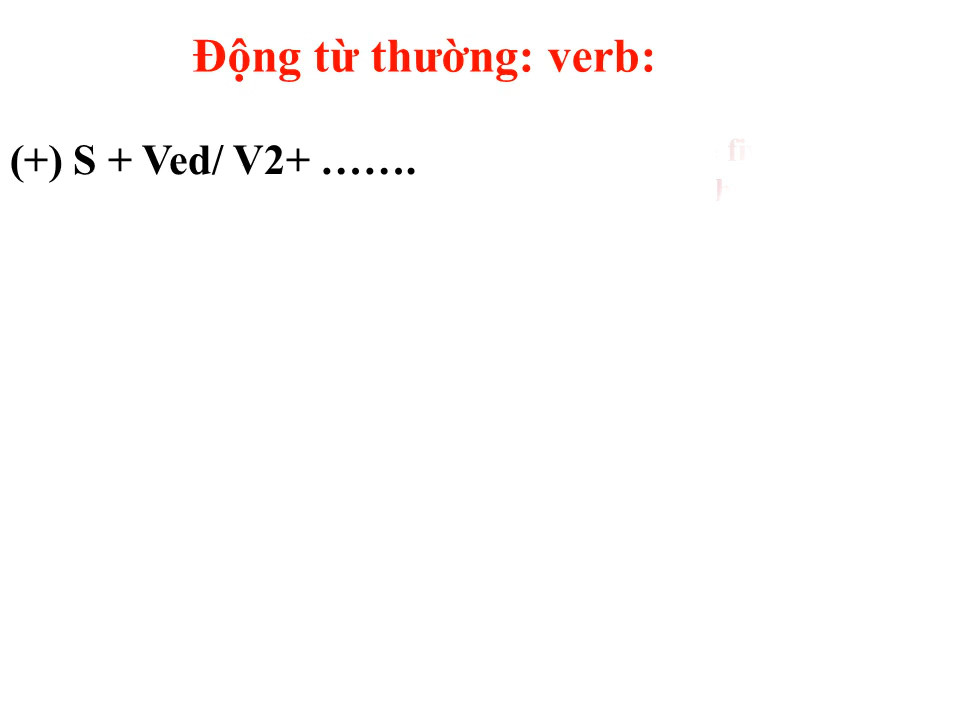 Động từ thường: verb:
(+) S + Ved/ V2+ …….